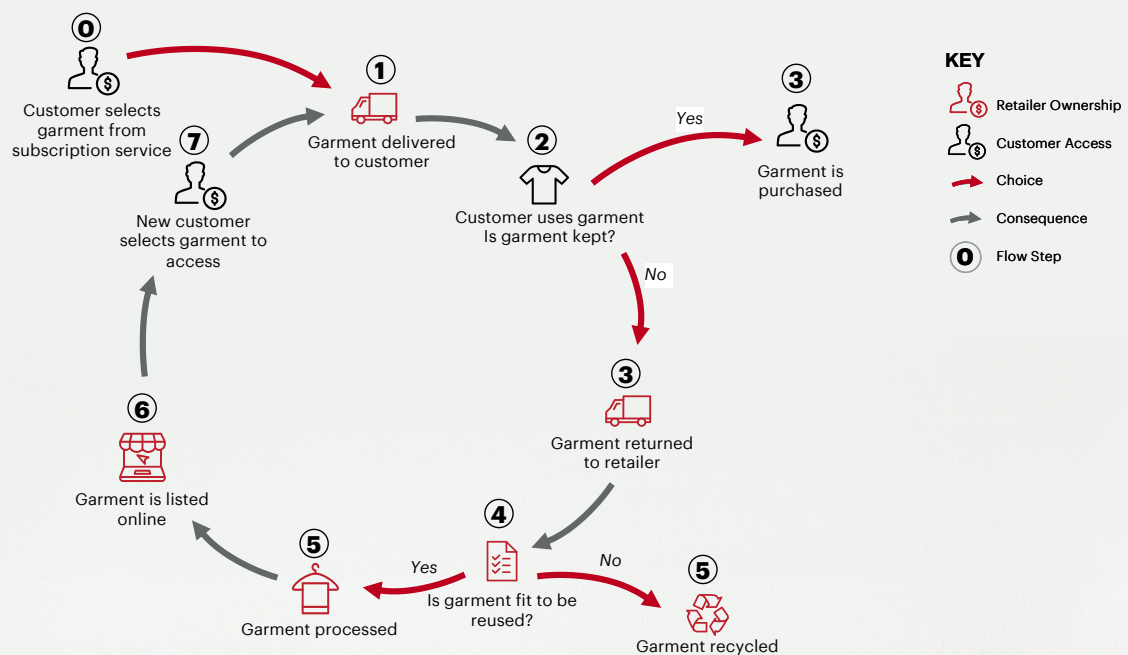 0
Customer selects
garment from
subscription service
1
Garment delivered
to customer
2
Customer uses garment
Is garment kept?
Yes
3
Garment is
purchased
No
3
Garment returned
to retailer
4
Is garment fit to be
reused?
No
5
Garment recycled
Yes
5
Garment processed
6
Garment is listed
online
7
New customer
selects garment to
access
KEY
$ Retailer Ownership
$ Customer Access
Choice
Consequence
0 Flow Step